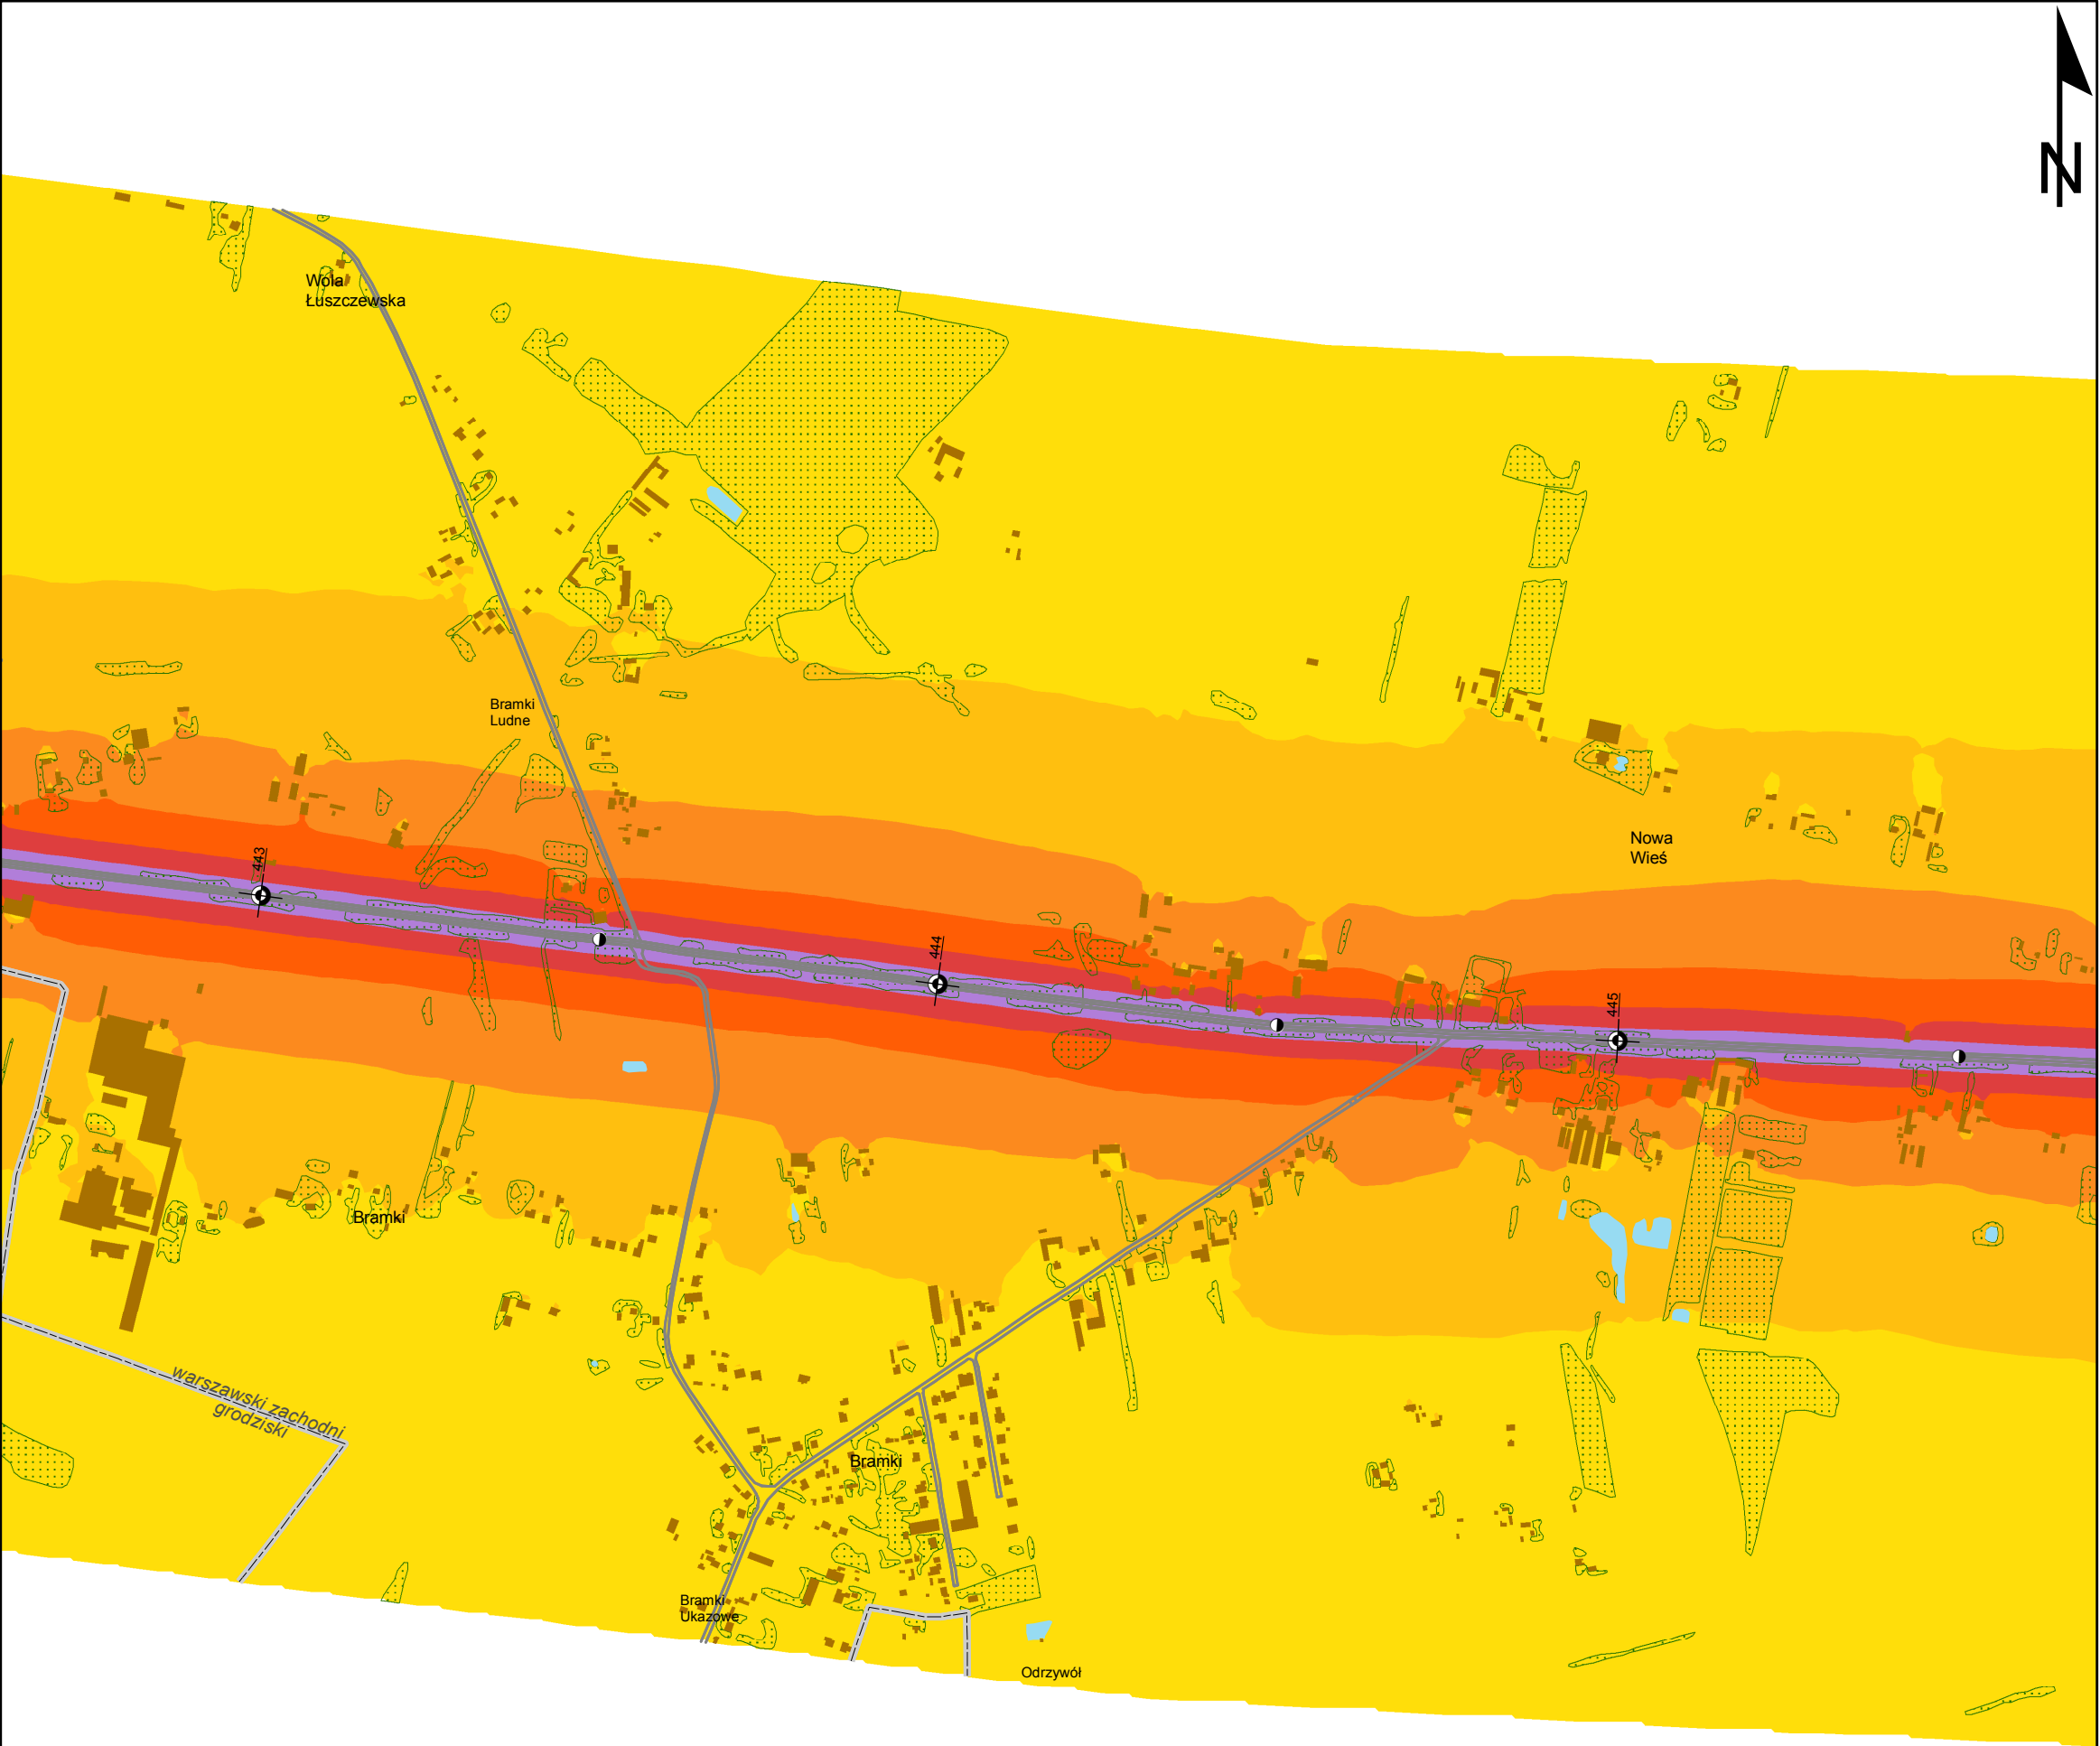 N
Wola
Łuszczewska
Bramki
Ludne
Nowa
Wieś
443
444
445
Bramki
warszawski zachodni
grodziski
Bramki
Bramki
Ukazowe
Odrzywół